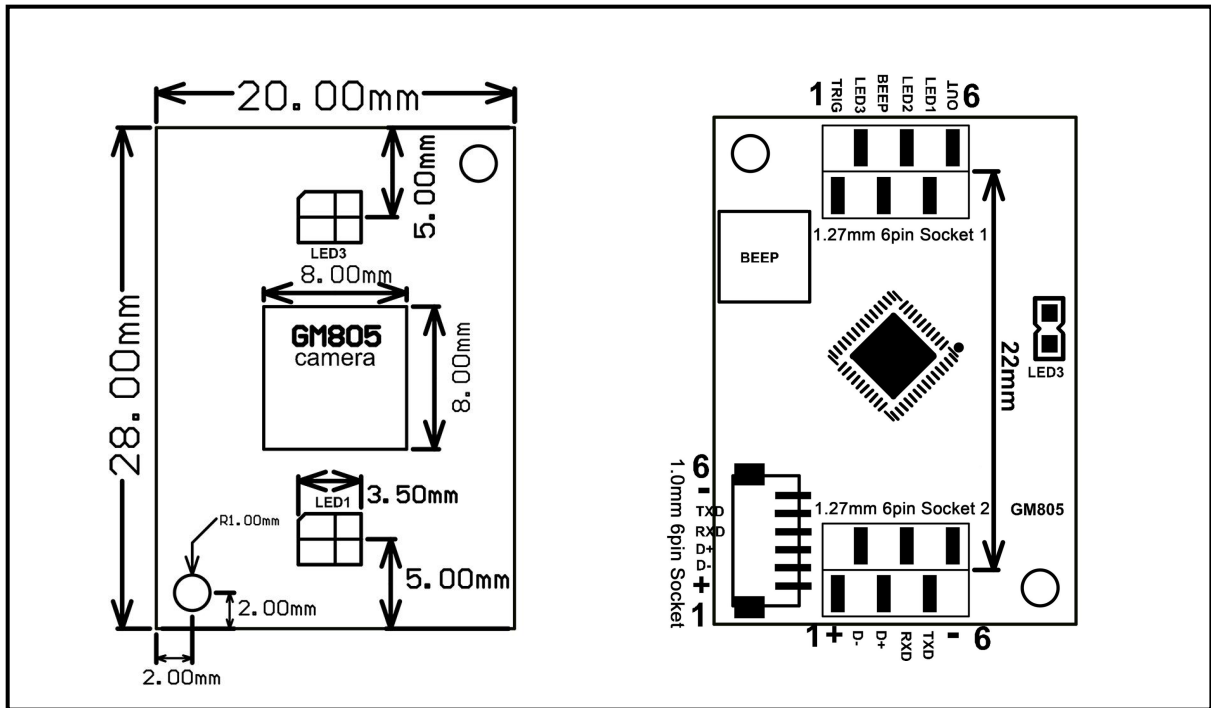 20.00mm
28.00mm
5.00mm
LED3
8.00mm
GM805
camera
8.00mm
LED1
3.50mm
R1.00mm
5.00mm
2.00mm
2.00mm
1 TRIG LED3 BEEP LED2 LED1 OUT 6
1.27mm 6pin Socket 1
BEEP
22mm
LED3
1.0mm 6pin Socket
6
-
TXD
RXD
D+
D-
+
1
1.27mm 6pin Socket 2
GM805
1+ D- D+ RXD TXD - 6